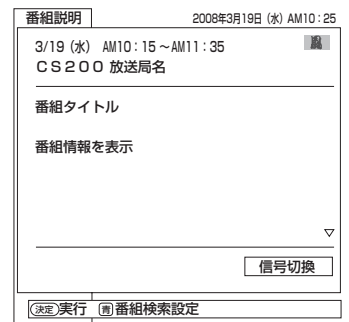 番組説明 2008年3月19日 (水) AM10:25
3/19 (水) AM10:15~AM11:35
CS200 放送局名
番組タイトル
番組情報を表示
信号切換
決定 実行 青 番組検索設定